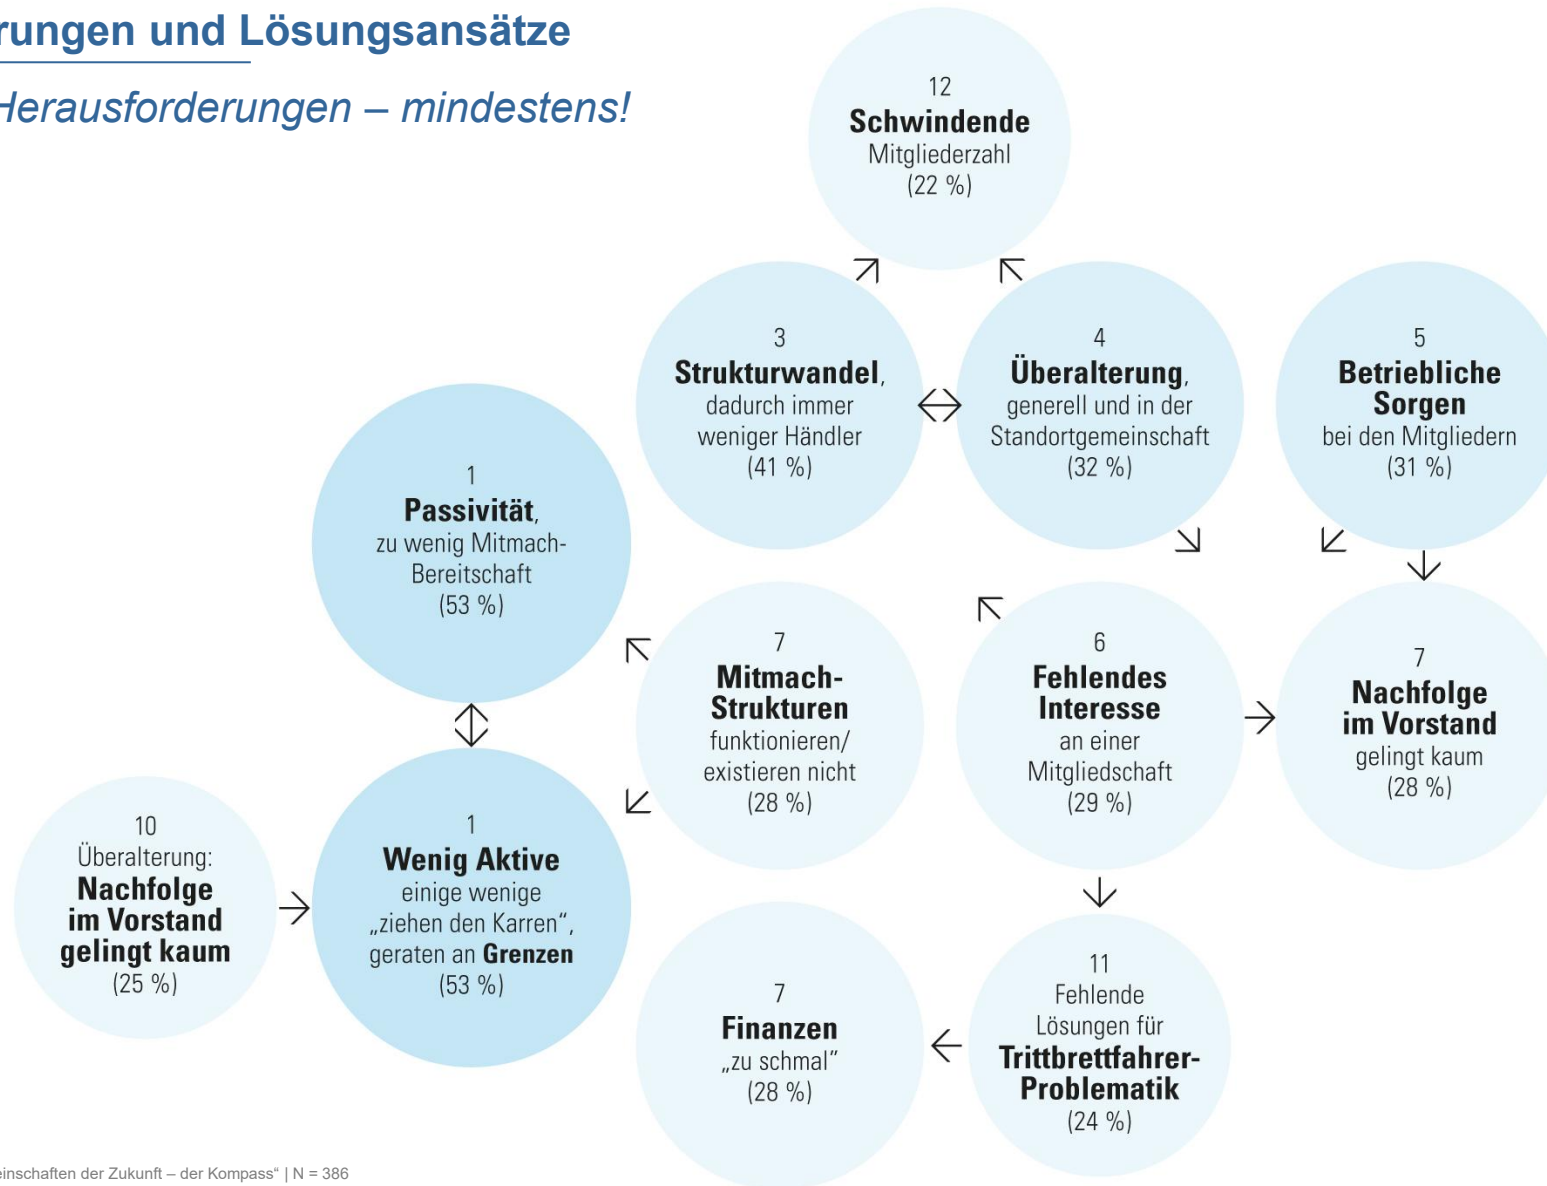 rungen und Lösungsansätze
Herausforderungen – mindestens!
12
Schwindende
Mitgliederzahl
(22 %)
3
Strukturwandel,
dadurch immer
weniger Händler
(41 %)
4
Überalterung,
generell und in der
Standortgemeinschaft
(32 %)
5
Betriebliche
Sorgen
bei den Mitgliedern
(31 %)
1
Passivität,
zu wenig Mitmach-
Bereitschaft
(53 %)
7
Mitmach-
Strukturen
funktionieren/
existieren nicht
(28 %)
6
Fehlendes
Interesse
an einer
Mitgliedschaft
(29 %)
7
Nachfolge
im Vorstand
gelingt kaum
(28 %)
10
Überalterung:
Nachfolge
im Vorstand
gelingt kaum
(25 %)
1
Wenig Aktive
einige wenige
„ziehen den Karren“,
geraten an Grenzen
(53 %)
7
Finanzen
„zu schmal“
(28 %)
11
Fehlende
Lösungen für
Trittbrettfahrer-
Problematik
(24 %)
einschaften der Zukunft – der Kompass“ | N = 386